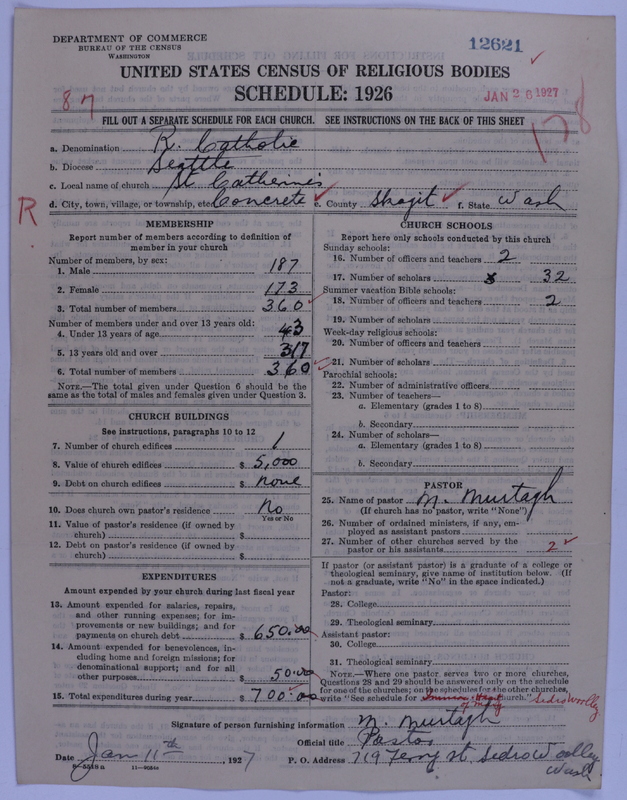 DEPARTMENT OF COMMERCE
BUREAU OF THE CENSUS
WASHINGTON
12621
UNITED STATES CENSUS OF RELIGIOUS BODIES
SCHEDULE: 1926
JAN 26 1927
87
178
FILL OUT A SEPARATE SCHEDULE FOR EACH CHURCH. SEE INSTRUCTIONS ON THE BACK OF THIS SHEET
a. Denomination R. Catholic
b. Diocese Seattle
c. Local name of church St Catherine's
d. City, town, village, or township, etc. Concrete e. County Skagit f. State Wash
R
MEMBERSHIP
Report number of members according to definition of
member in your church
Number of members, by sex:
1. Male 187
2. Female 173
3. Total number of members 360
Number of members under and over 13 years old:
4. Under 13 years of age 43
5. 13 years old and over 317
6. Total number of members 360
NOTE.—The total given under Question 6 should be the
same as the total of males and females given under Question 3.
CHURCH BUILDINGS
See instructions, paragraphs 10 to 12
7. Number of church edifices 1
8. Value of church edifices $ 5,000
9. Debt on church edifices $ none
10. Does church own pastor's residence No
Yes or No
11. Value of pastor's residence (if owned by
church) $
12. Debt on pastor's residence (if owned by
church) $
EXPENDITURES
Amount expended by your church during last fiscal year
13. Amount expended for salaries, repairs,
and other running expenses; for im-
provements or new buildings; and for
payments on church debt $ 650.00
14. Amount expended for benevolences, in-
cluding home and foreign missions; for
denominational support; and for all
other purposes $ 50.00
15. Total expenditures during year $ 700.00
CHURCH SCHOOLS
Report here only schools conducted by this church
Sunday schools:
16. Number of officers and teachers 2
17. Number of scholars 32
Summer vacation Bible schools:
18. Number of officers and teachers 2
19. Number of scholars
Week-day religious schools:
20. Number of officers and teachers
21. Number of scholars
Parochial schools:
22. Number of administrative officers
23. Number of teachers—
a. Elementary (grades 1 to 8)
b. Secondary
24. Number of scholars—
a. Elementary (grades 1 to 8)
b. Secondary
PASTOR
25. Name of pastor M. Murtagh
(If church has no pastor, write "None")
26. Number of ordained ministers, if any, em-
ployed as assistant pastors
27. Number of other churches served by the
pastor or his assistants 2
If pastor (or assistant pastor) is a graduate of a college or
theological seminary, give name of institution below. (If
not a graduate, write "No" in the space indicated.)
Pastor:
28. College
29. Theological seminary
Assistant pastor:
30. College
31. Theological seminary
NOTE.—Where one pastor serves two or more churches,
Questions 28 and 29 should be answered only on the schedule
for one of the churches; on the schedules for the other churches,
write "See schedule for church." Sedro Woolley
Signature of person furnishing information M. Murtagh
Official title Pastor
Date Jan 11th, 1927 P. O. Address 719 Ferry st. Sedro Woolley
Wash
11—9054